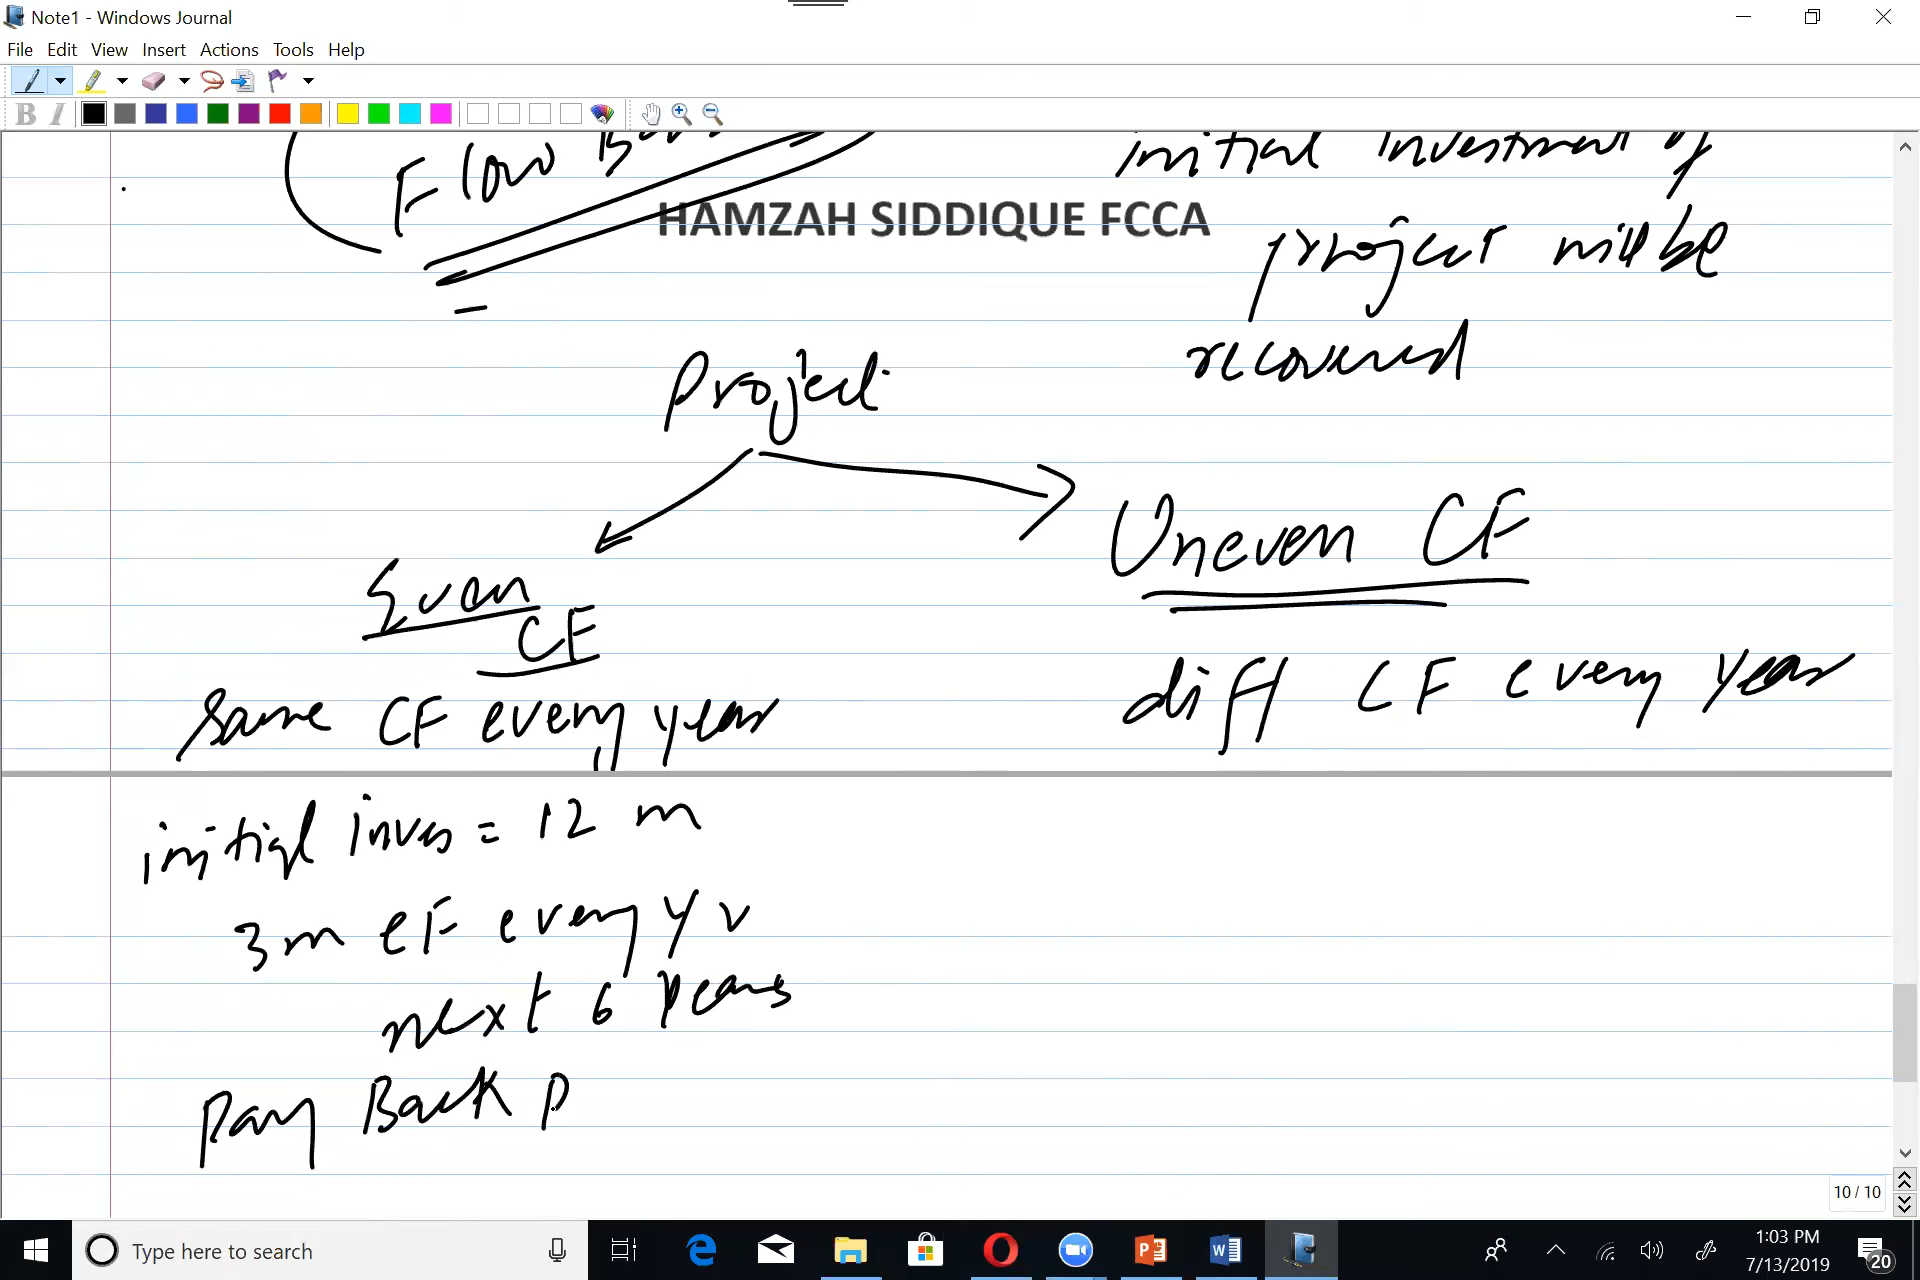 Note1 - Windows Journal
File Edit View Insert Actions Tools Help
B I
Flow
initial investment of
HAMZAH SIDDIQUE FCCA
project will be
recovered
Project
Uneven CF
Even
CF
same CF every year
diff CF every year
initial inves = 12 m
3m CF every yr
next 6 years
Pay Back P
10 / 10
Type here to search
1:03 PM
7/13/2019
20